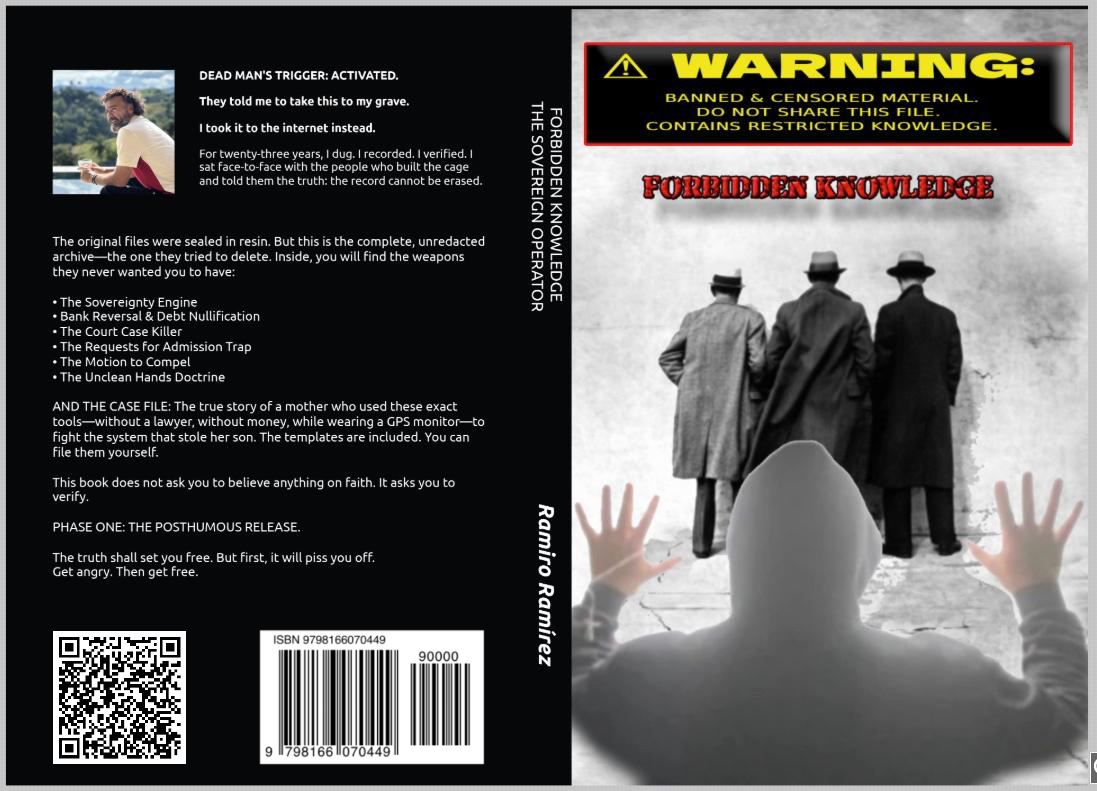 DEAD MAN'S TRIGGER: ACTIVATED.
They told me to take this to my grave.
I took it to the internet instead.
For twenty-three years, I dug. I recorded. I verified. I
sat face-to-face with the people who built the cage
and told them the truth: the record cannot be erased.
The original files were sealed in resin. But this is the complete, unredacted
archive—the one they tried to delete. Inside, you will find the weapons
they never wanted you to have:
• The Sovereignty Engine
• Bank Reversal & Debt Nullification
• The Court Case Killer
• The Requests for Admission Trap
• The Motion to Compel
• The Unclean Hands Doctrine
AND THE CASE FILE: The true story of a mother who used these exact
tools—without a lawyer, without money, while wearing a GPS monitor—to
fight the system that stole her son. The templates are included. You can
file them yourself.
This book does not ask you to believe anything on faith. It asks you to
verify.
PHASE ONE: THE POSTHUMOUS RELEASE.
The truth shall set you free. But first, it will piss you off.
Get angry. Then get free.
ISBN 9798166070449
90000
9 798166 070449
FORBIDDEN KNOWLEDGE
THE SOVEREIGN OPERATOR
Ramiro Ramírez
WARNING:
BANNED & CENSORED MATERIAL.
DO NOT SHARE THIS FILE.
CONTAINS RESTRICTED KNOWLEDGE.
FORBIDDEN KNOWLEDGE